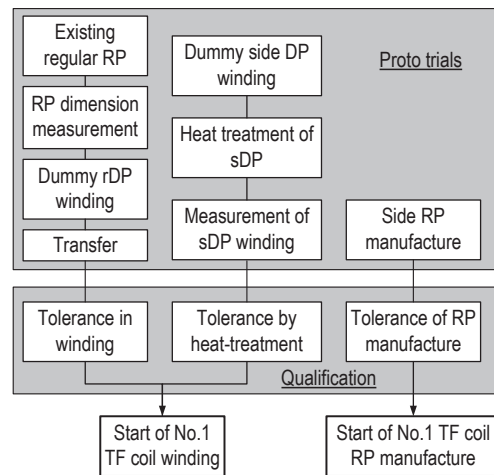 Existing
regular RP
RP dimension
measurement
Dummy rDP
winding
Transfer
Dummy side DP
winding
Heat treatment of
sDP
Measurement of
sDP winding
Proto trials
Side RP
manufacture
Tolerance in
winding
Tolerance by
heat-treatment
Tolerance of RP
manufacture
Qualification
Start of No.1
TF coil winding
Start of No.1 TF coil
RP manufacture